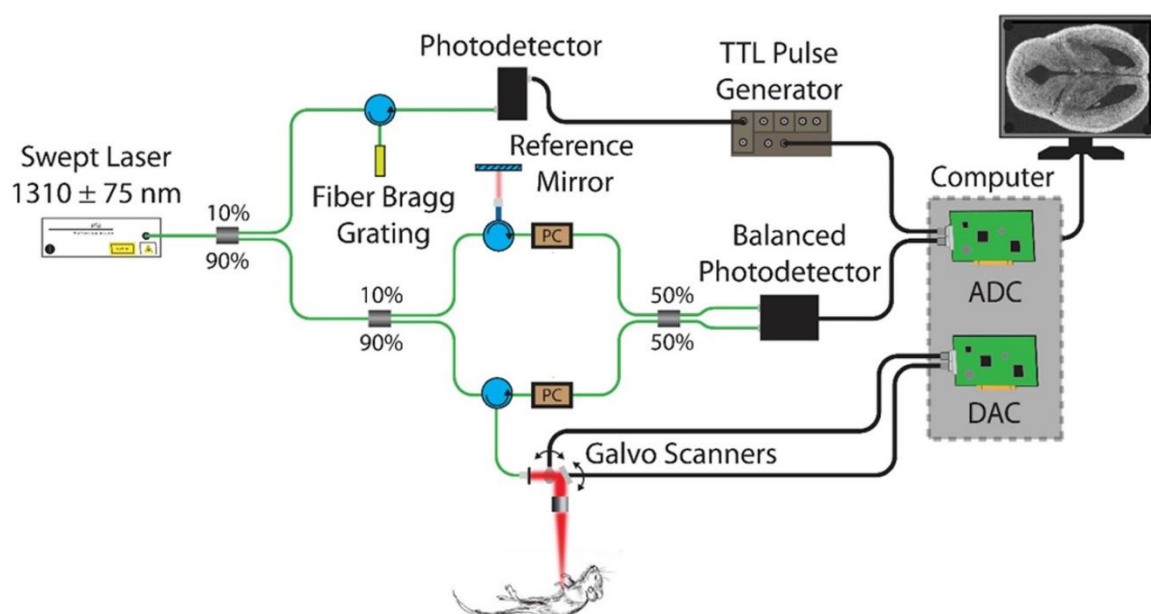 Photodetector
TTL Pulse
Generator
Swept Laser
1310 ± 75 nm
10%
90%
Fiber Bragg
Grating
Reference
Mirror
PC
Computer
10%
90%
Balanced
Photodetector
50%
50%
ADC
PC
DAC
Galvo Scanners